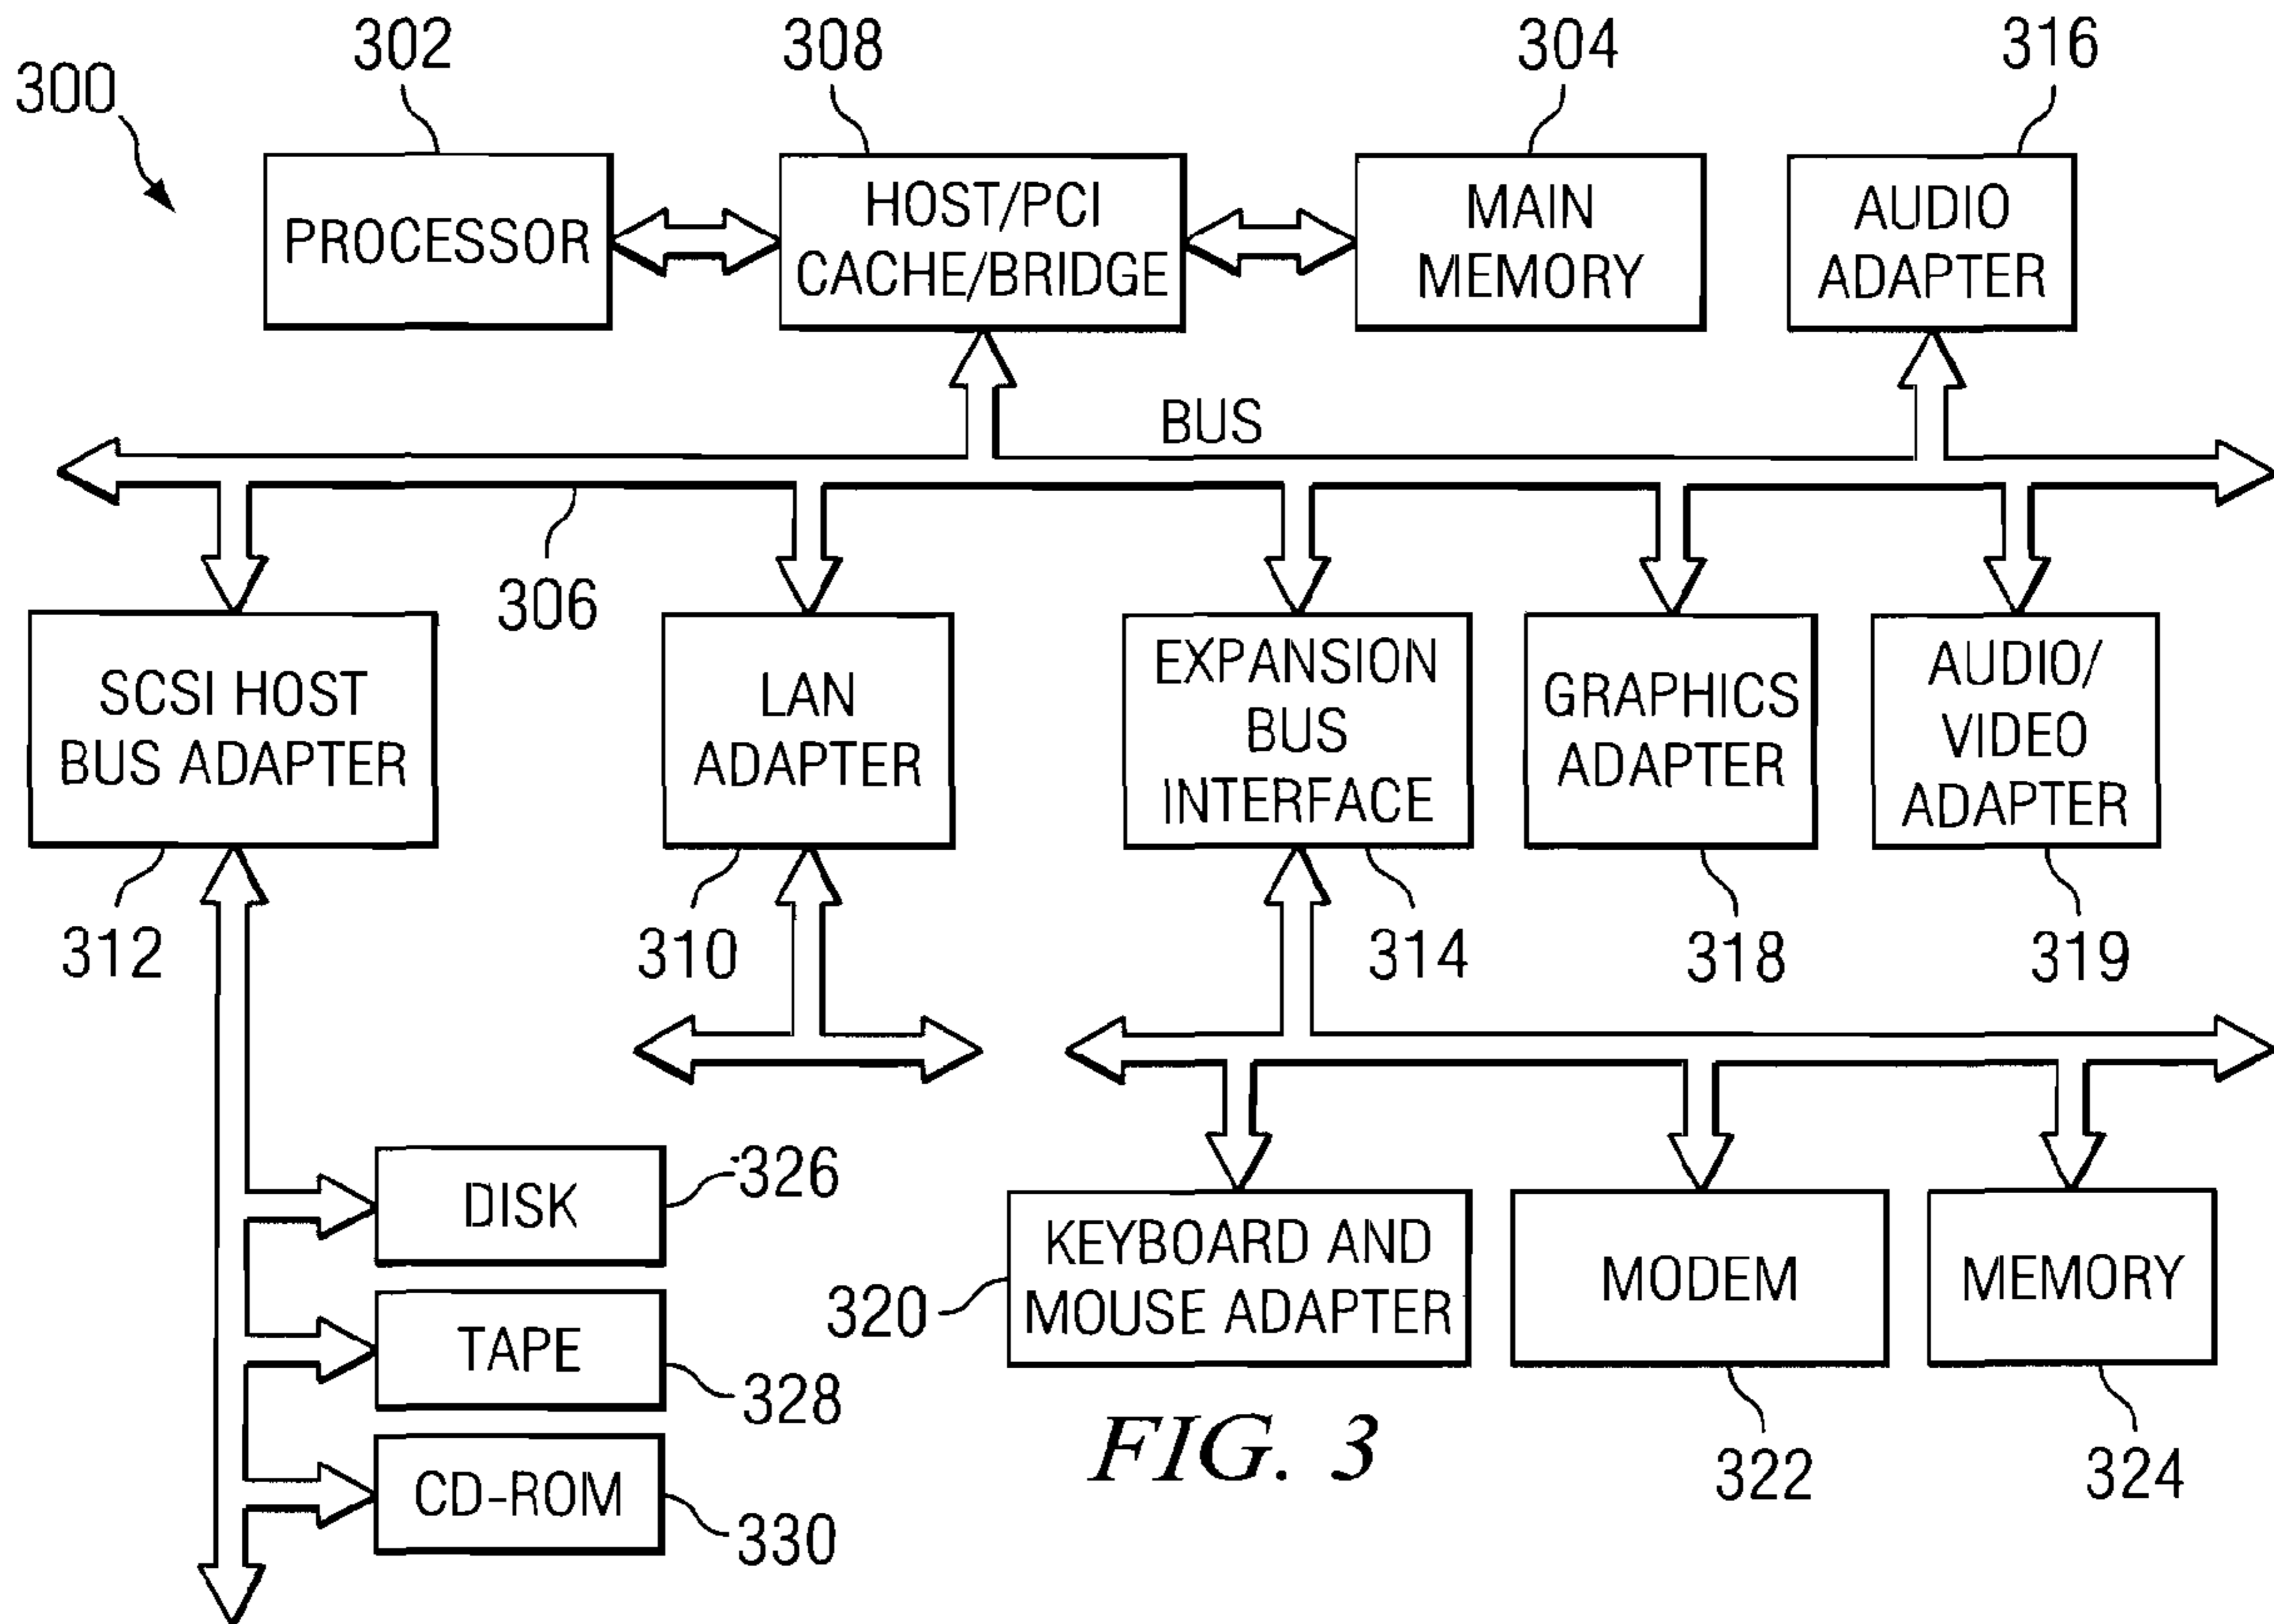 300
302
308
304
316
PROCESSOR
HOST/PCI
CACHE/BRIDGE
MAIN
MEMORY
AUDIO
ADAPTER
BUS
306
SCSI HOST
BUS ADAPTER
LAN
ADAPTER
EXPANSION
BUS
INTERFACE
GRAPHICS
ADAPTER
AUDIO/
VIDEO
ADAPTER
312
310
314
318
319
DISK
326
TAPE
328
CD-ROM
330
320
KEYBOARD AND
MOUSE ADAPTER
MODEM
MEMORY
322
324
FIG. 3